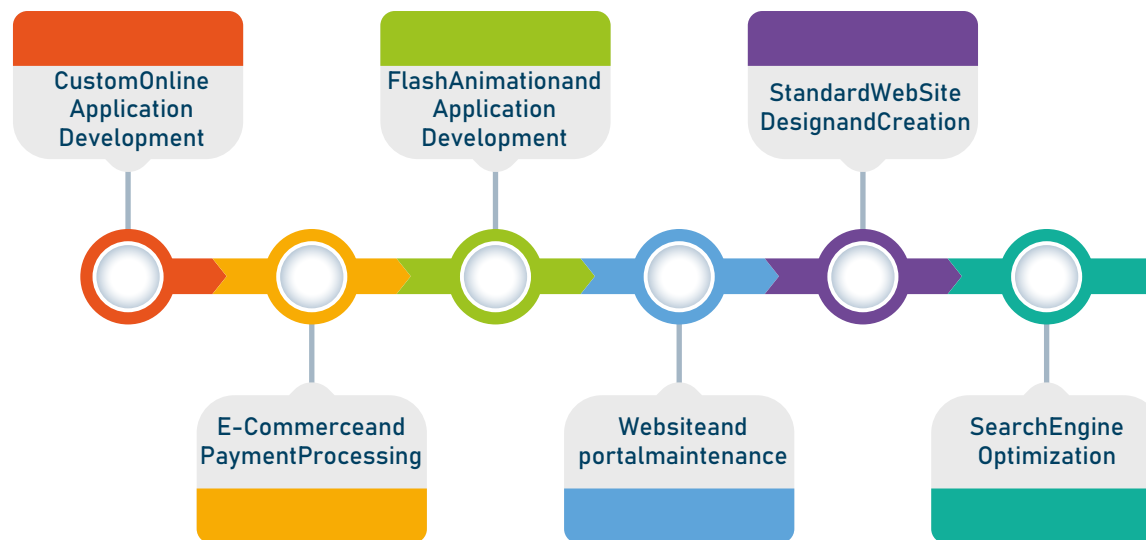 CustomOnline
Application
Development
E-Commerceand
PaymentProcessing
FlashAnimationand
Application
Development
Websiteand
portalmaintenance
StandardWebSite
DesignandCreation
SearchEngine
Optimization